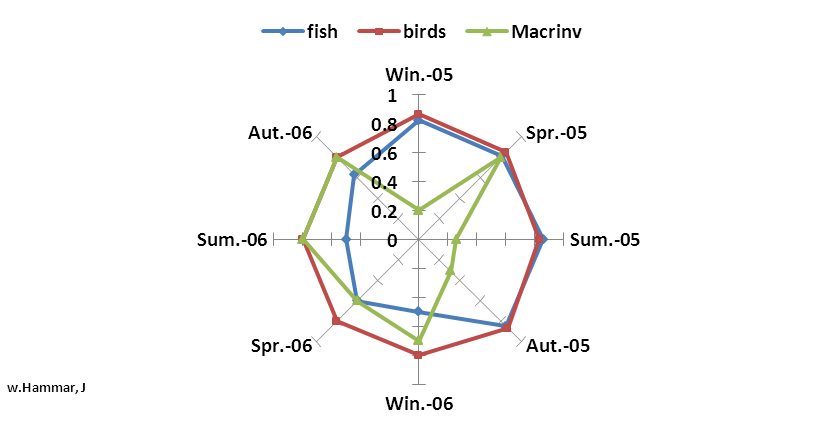 fish birds Macrinv
Win.-05
1
Aut.-06 0.8 Spr.-05
0.6
0.4
0.2
Sum.-06 0 Sum.-05
Spr.-06 Aut.-05
w.Hammar,J
Win.-06